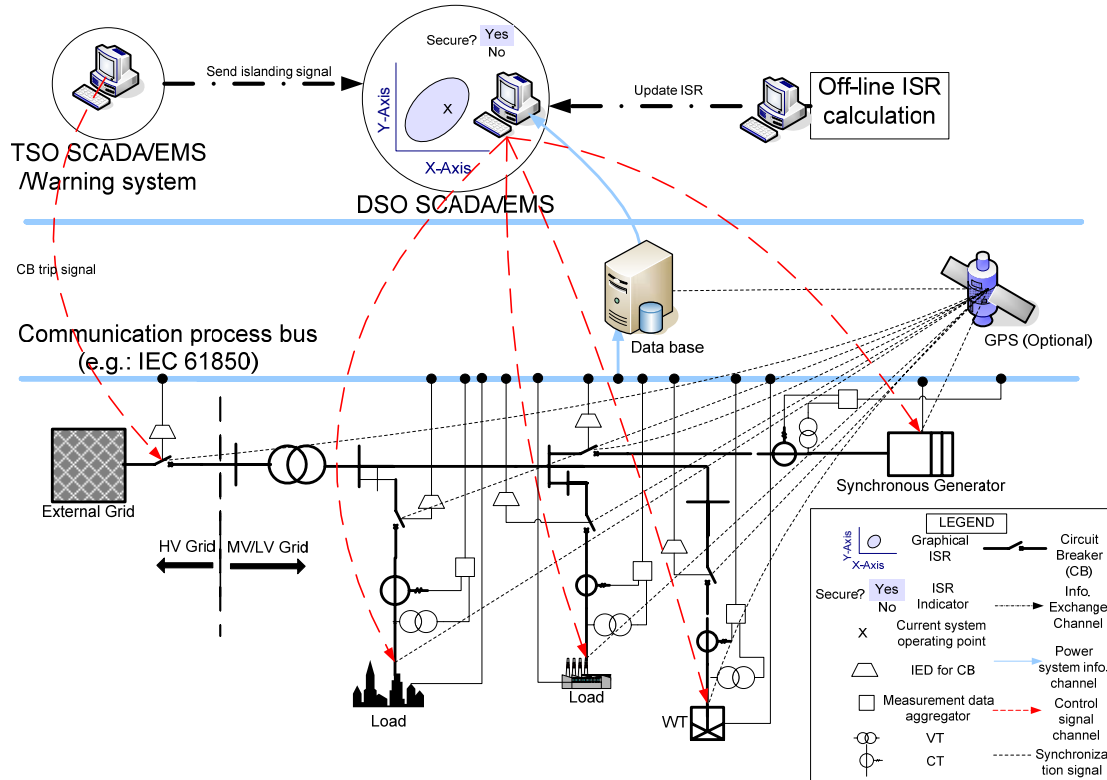 Secure? Yes
No
Y-Axis
X
X-Axis
Send islanding signal
Update ISR
Off-line ISR
calculation
TSO SCADA/EMS
/Warning system
DSO SCADA/EMS
CB trip signal
Data base
GPS (Optional)
Communication process bus
(e.g.: IEC 61850)
External Grid
Synchronous Generator
HV Grid
MV/LV Grid
Load
Load
WT
LEGEND
Y-Axis
X-Axis
Graphical
ISR
Circuit
Breaker
(CB)
Secure? Yes
No
ISR
Indicator
Info.
Exchange
Channel
X
Current system
operating point
IED for CB
Power
system info.
channel
Measurement data
aggregator
Control
signal
channel
VT
CT
Synchroniza
tion signal